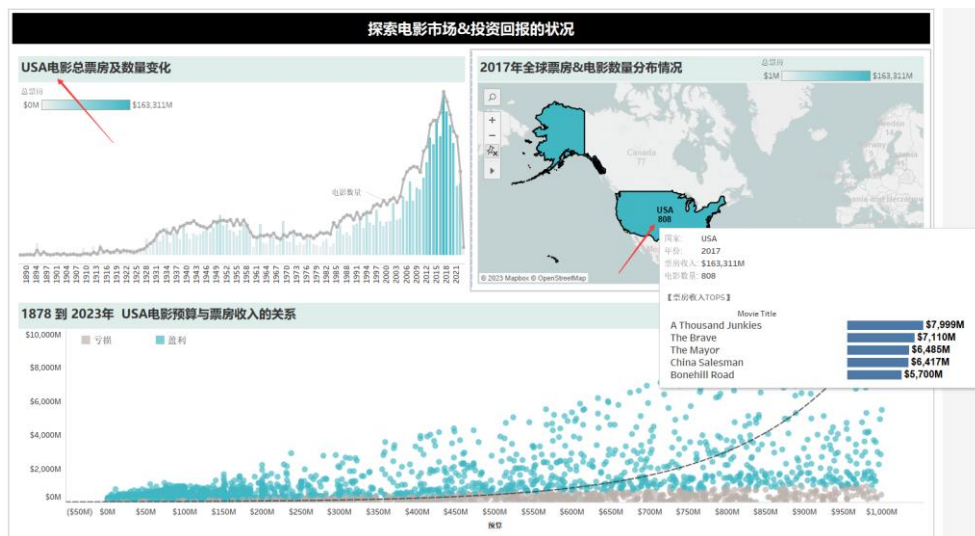 探索电影市场&投资回报的状况
USA电影总票房及数量变化
总票房
$0M $163,311M
电影数量
1890 1894 1897 1901 1904 1907 1910 1913 1916 1919 1922 1925 1928 1931 1934 1937 1940 1943 1946 1949 1952 1955 1958 1961 1964 1967 1970 1973 1976 1979 1982 1985 1988 1991 1994 1997 2000 2003 2006 2009 2012 2015 2018 2021
2017年全球票房&电影数量分布情况
总票房
$1M $163,311M
Canada
77
Sweden
14
USA
808
© 2023 Mapbox © OpenStreetMap
国家: USA
年份: 2017
票房收入: $163,311M
电影数量: 808
【票房收入TOP5】
Movie Title
A Thousand Junkies $7,999M
The Brave $7,110M
The Mayor $6,485M
China Salesman $6,417M
Bonehill Road $5,700M
1878 到 2023年 USA电影预算与票房收入的关系
亏损 盈利
$10,000M
$8,000M
$6,000M
$4,000M
$2,000M
$0M
($50M) $0M $50M $100M $150M $200M $250M $300M $350M $400M $450M $500M $550M $600M $650M $700M $750M $800M $850M $900M $950M $1,000M
预算